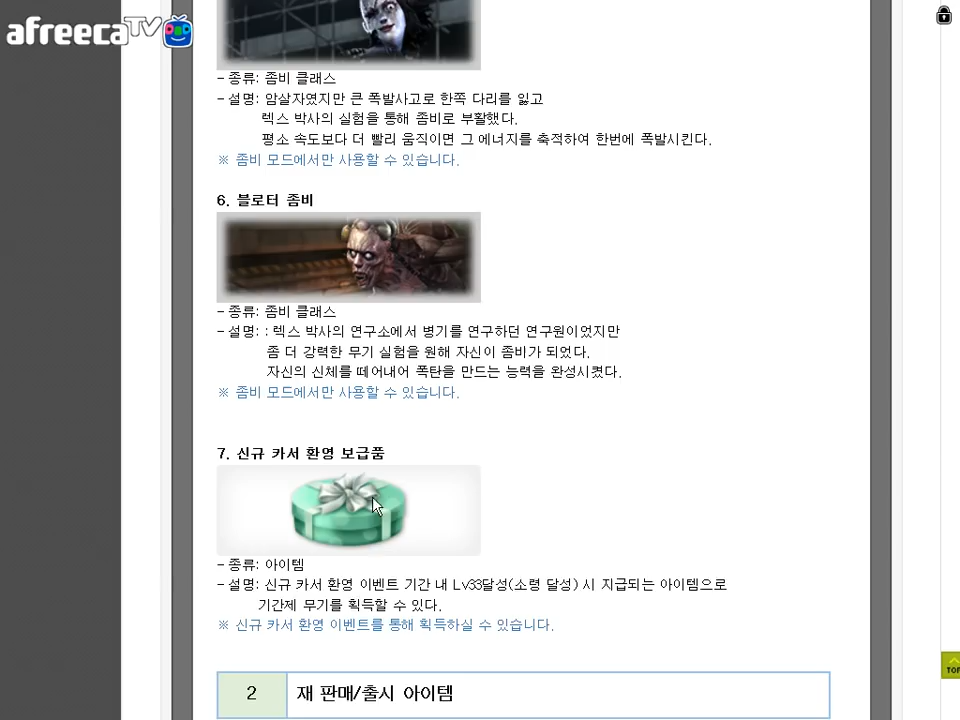 afreecaTV
- 종류: 좀비 클래스
- 설명: 암살자였지만 큰 폭발사고로 한쪽 다리를 잃고
렉스 박사의 실험을 통해 좀비로 부활했다.
평소 속도보다 더 빨리 움직이면 그 에너지를 축적하여 한번에 폭발시킨다.
※ 좀비 모드에서만 사용할 수 있습니다.
6. 블로터 좀비
- 종류: 좀비 클래스
- 설명: : 렉스 박사의 연구소에서 병기를 연구하던 연구원이었지만
좀 더 강력한 무기 실험을 원해 자신이 좀비가 되었다.
자신의 신체를 떼어내어 폭탄을 만드는 능력을 완성시켰다.
※ 좀비 모드에서만 사용할 수 있습니다.
7. 신규 카서 환영 보급품
- 종류: 아이템
- 설명: 신규 카서 환영 이벤트 기간 내 Lv33달성(소령 달성) 시 지급되는 아이템으로
기간제 무기를 획득할 수 있다.
※ 신규 카서 환영 이벤트를 통해 획득하실 수 있습니다.
TOP
2 재 판매/출시 아이템